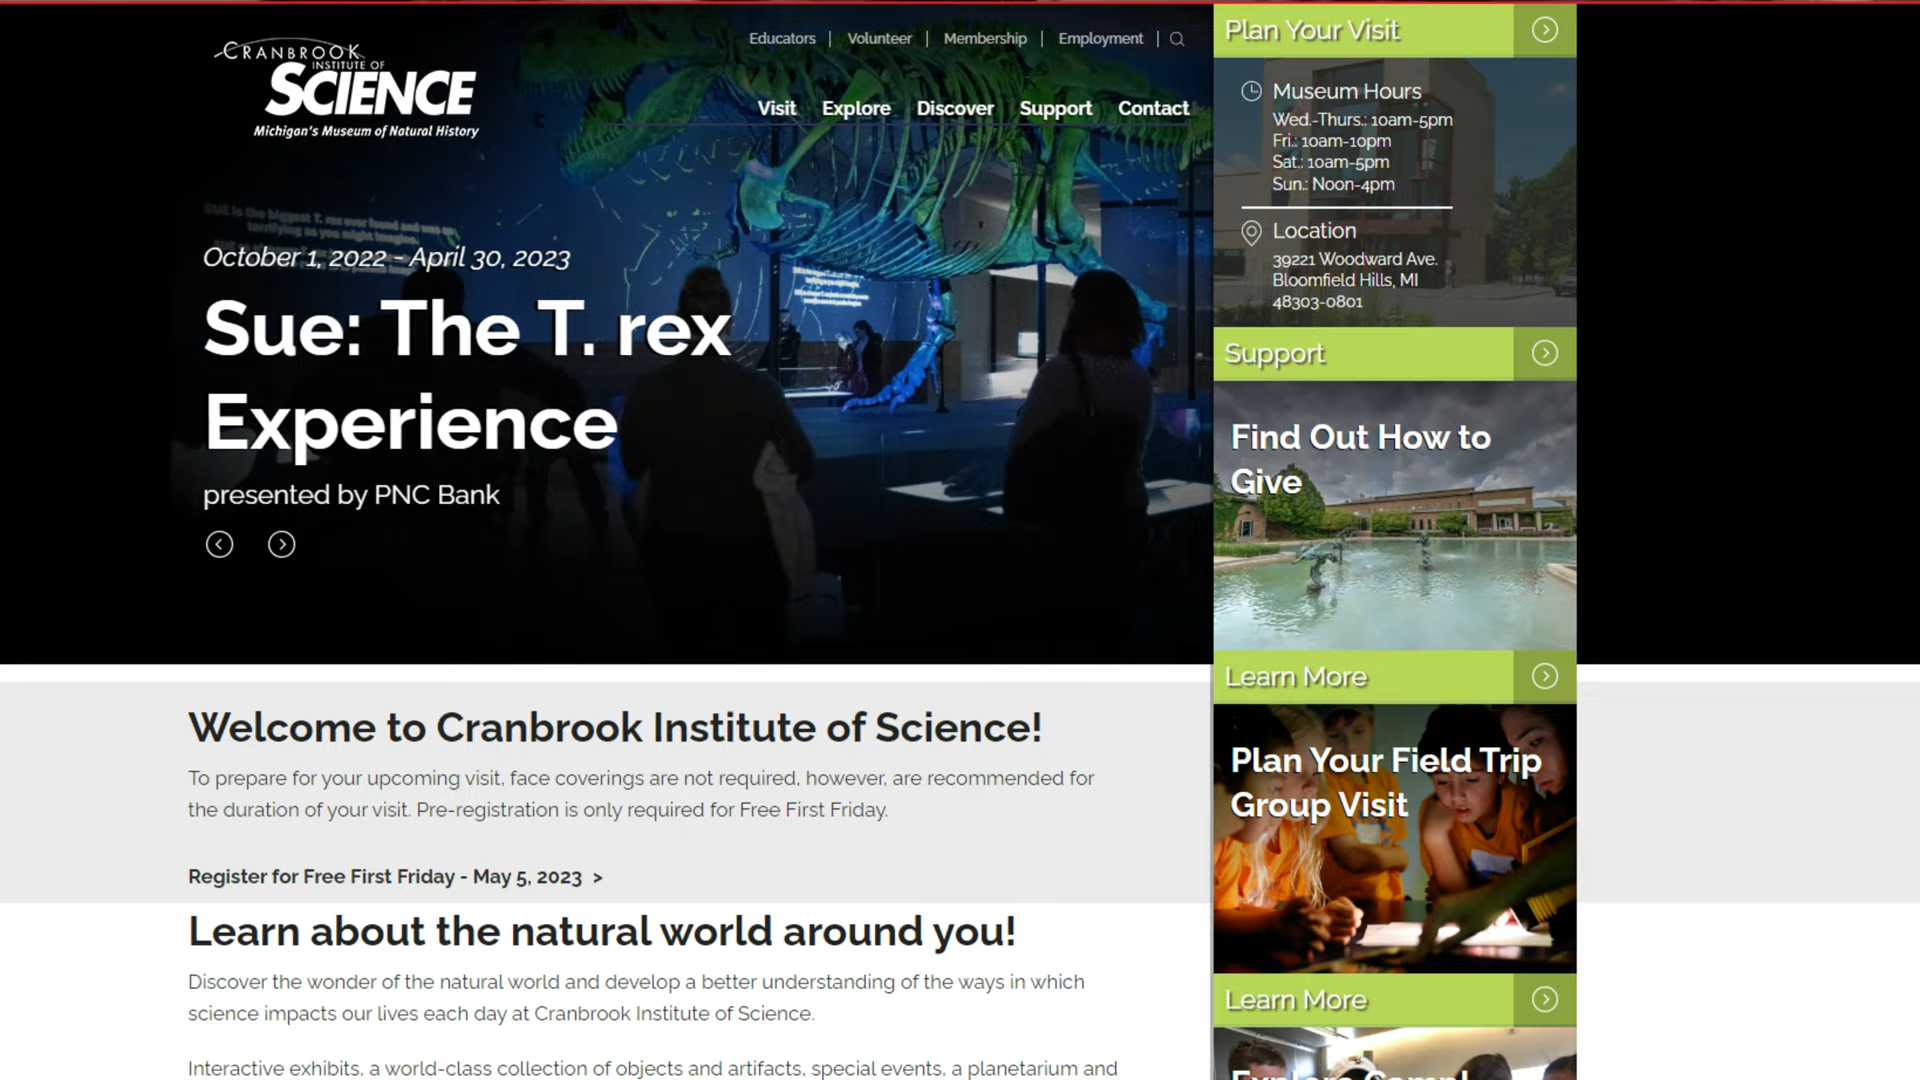 CRANBROOK
INSTITUTE OF
SCIENCE
Michigan's Museum of Natural History
Educators | Volunteer | Membership | Employment |
Visit Explore Discover Support Contact
October 1, 2022 - April 30, 2023
Sue: The T. rex
Experience
presented by PNC Bank
Plan Your Visit
Museum Hours
Wed.-Thurs.: 10am-5pm
Fri.: 10am-10pm
Sat.: 10am-5pm
Sun.: Noon-4pm
Location
39221 Woodward Ave.
Bloomfield Hills, MI
48303-0801
Support
Find Out How to
Give
Learn More
Plan Your Field Trip
Group Visit
Learn More
Welcome to Cranbrook Institute of Science!
To prepare for your upcoming visit, face coverings are not required, however, are recommended for
the duration of your visit. Pre-registration is only required for Free First Friday.
Register for Free First Friday - May 5, 2023 >
Learn about the natural world around you!
Discover the wonder of the natural world and develop a better understanding of the ways in which
science impacts our lives each day at Cranbrook Institute of Science.
Interactive exhibits, a world-class collection of objects and artifacts, special events, a planetarium and